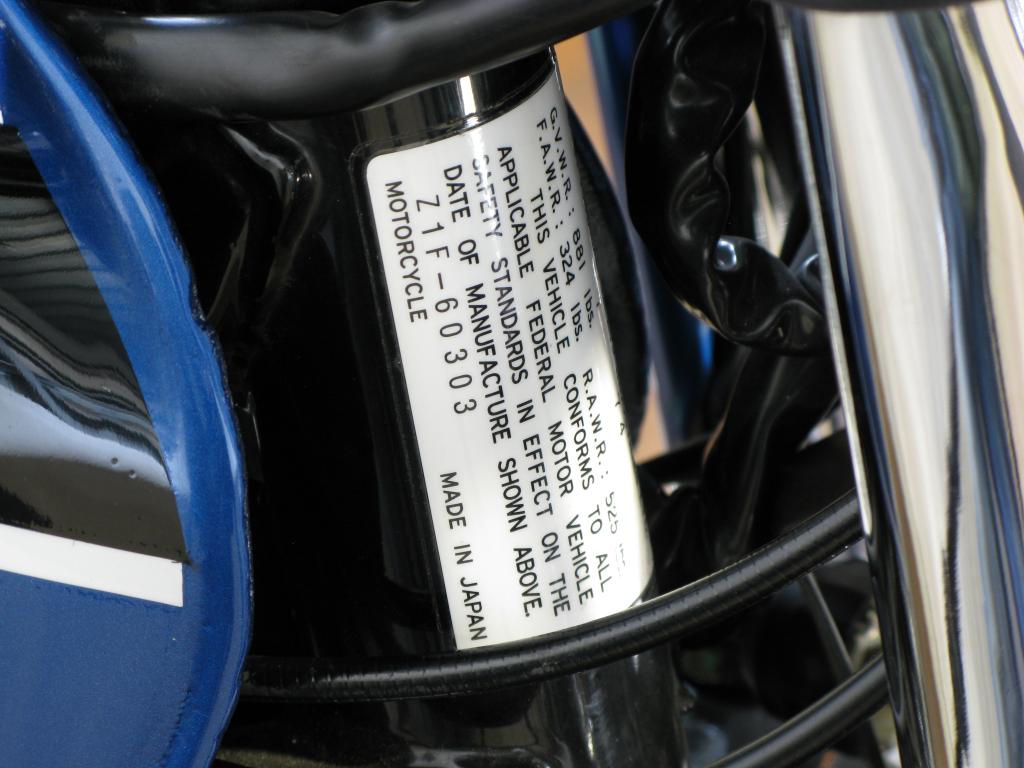 G.V.W.R.: 881 lbs.
F.A.W.R.: 324 lbs. R.A.W.R.: 525
THIS VEHICLE CONFORMS TO ALL
APPLICABLE FEDERAL MOTOR VEHICLE
SAFETY STANDARDS IN EFFECT ON THE
DATE OF MANUFACTURE SHOWN ABOVE.
Z1F-60303
MOTORCYCLE MADE IN JAPAN